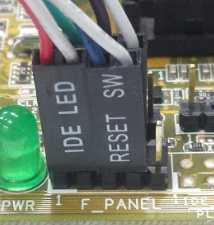 IDE LED
RESET SW
PWR
1
F_PANEL